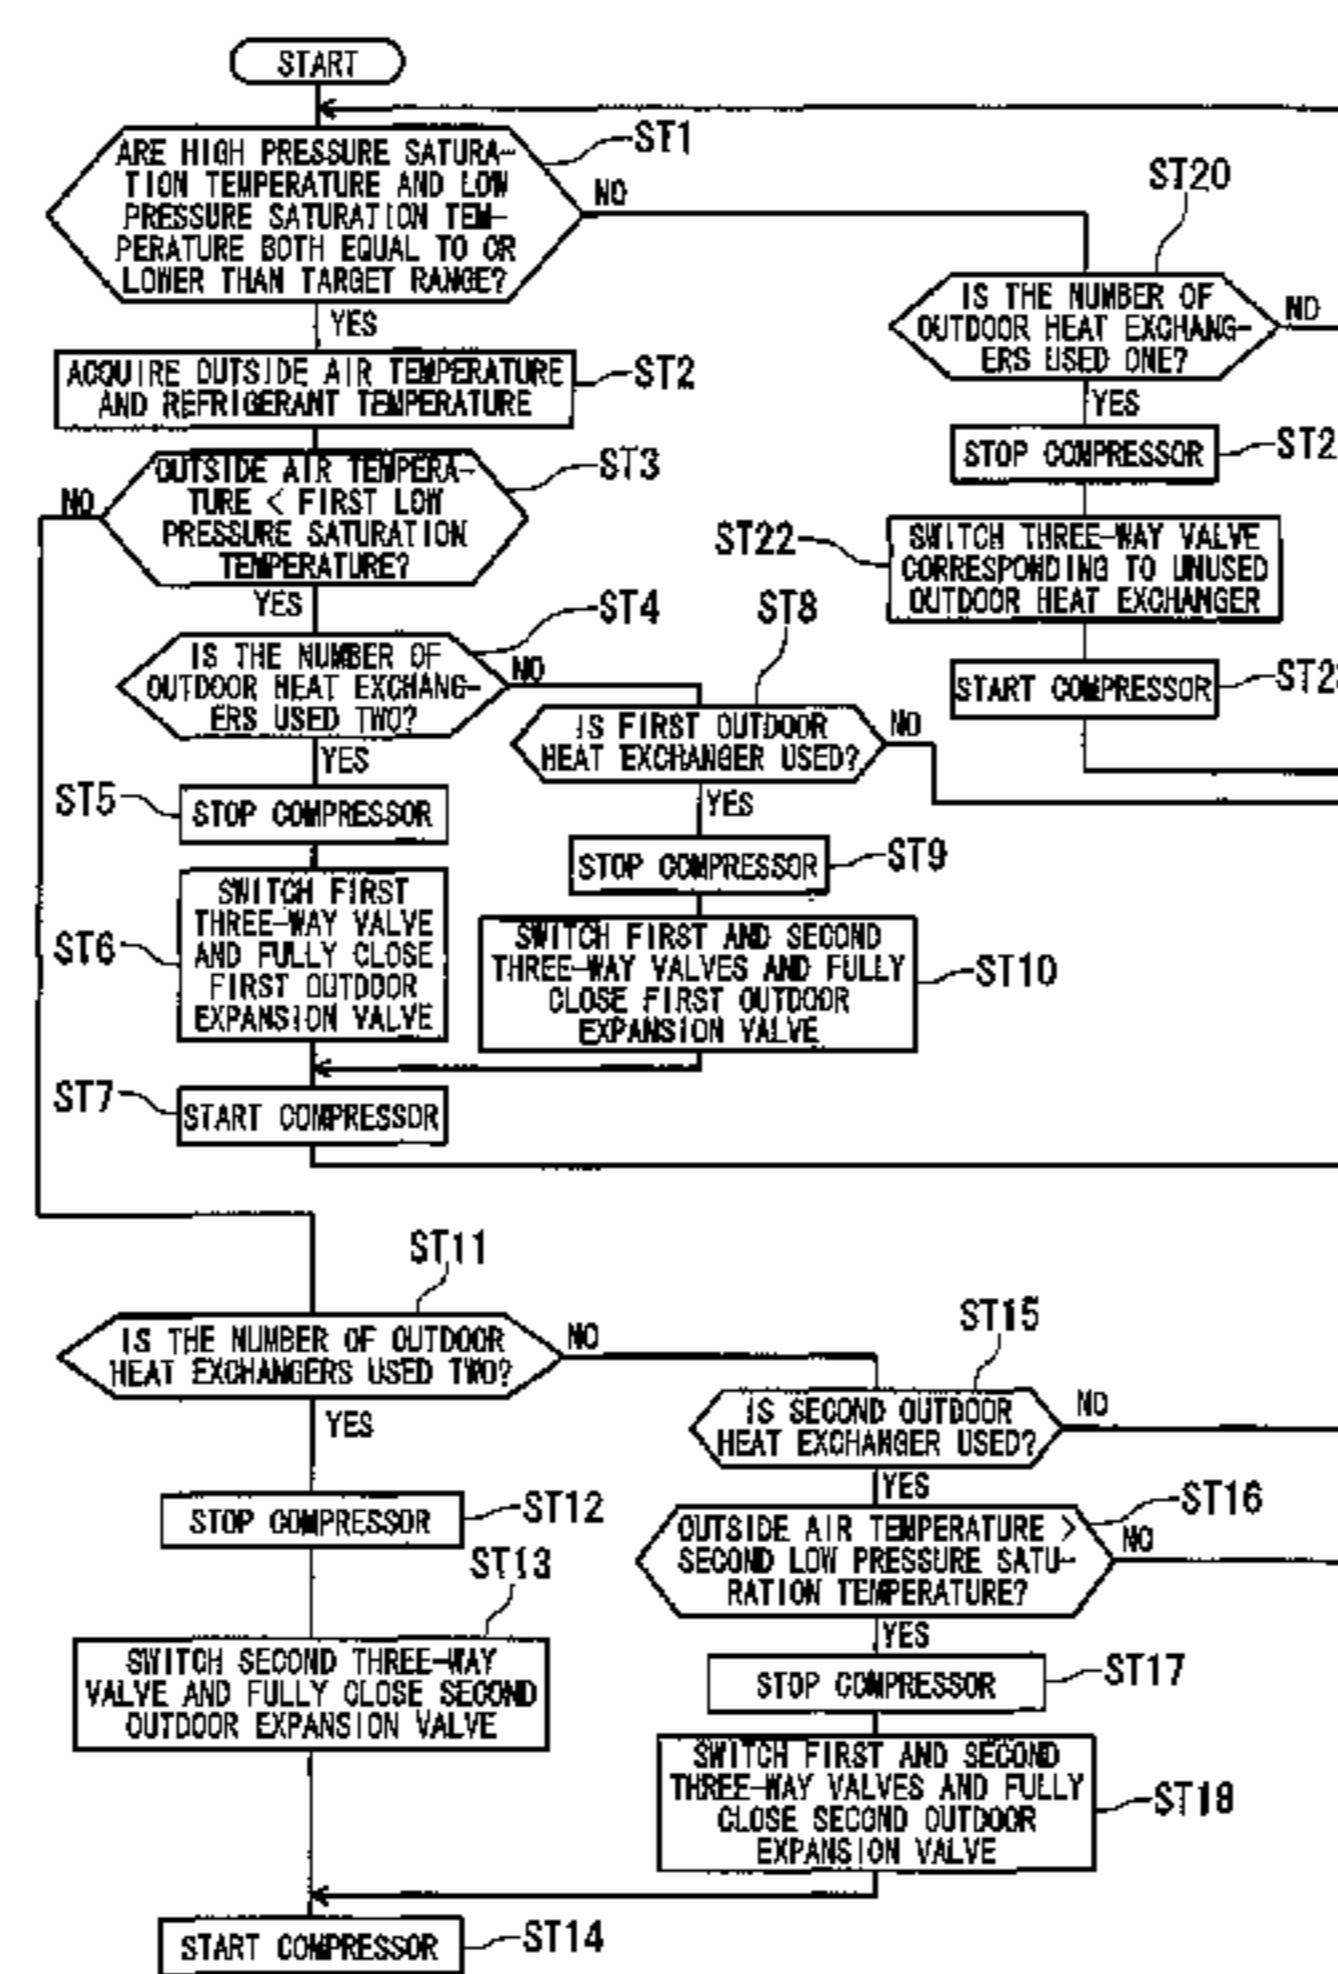 START
ARE HIGH PRESSURE SATURA-
TION TEMPERATURE AND LOW
PRESSURE SATURATION TEM-
PERATURE BOTH EQUAL TO OR
LOWER THAN TARGET RANGE?
ST1
NO
YES
ACQUIRE OUTSIDE AIR TEMPERATURE
AND REFRIGERANT TEMPERATURE
ST2
OUTSIDE AIR TEMPERA-
TURE < FIRST LOW
PRESSURE SATURATION
TEMPERATURE?
ST3
NO
YES
IS THE NUMBER OF
OUTDOOR HEAT EXCHANG-
ERS USED TWO?
ST4
NO
YES
ST5
STOP COMPRESSOR
ST6
SWITCH FIRST
THREE-WAY VALVE
AND FULLY CLOSE
FIRST OUTDOOR
EXPANSION VALVE
ST7
START COMPRESSOR
ST8
IS FIRST OUTDOOR
HEAT EXCHANGER USED?
NO
YES
STOP COMPRESSOR
ST9
SWITCH FIRST AND SECOND
THREE-WAY VALVES AND FULLY
CLOSE FIRST OUTDOOR
EXPANSION VALVE
ST10
ST20
IS THE NUMBER OF
OUTDOOR HEAT EXCHANG-
ERS USED ONE?
NO
YES
STOP COMPRESSOR
ST2
ST22
SWITCH THREE-WAY VALVE
CORRESPONDING TO UNUSED
OUTDOOR HEAT EXCHANGER
START COMPRESSOR
ST2
ST11
IS THE NUMBER OF OUTDOOR
HEAT EXCHANGERS USED TWO?
NO
YES
STOP COMPRESSOR
ST12
ST13
SWITCH SECOND THREE-WAY
VALVE AND FULLY CLOSE SECOND
OUTDOOR EXPANSION VALVE
START COMPRESSOR
ST14
ST15
IS SECOND OUTDOOR
HEAT EXCHANGER USED?
NO
YES
OUTSIDE AIR TEMPERATURE >
SECOND LOW PRESSURE SATU-
RATION TEMPERATURE?
ST16
NO
YES
STOP COMPRESSOR
ST17
SWITCH FIRST AND SECOND
THREE-WAY VALVES AND FULLY
CLOSE SECOND OUTDOOR
EXPANSION VALVE
ST18